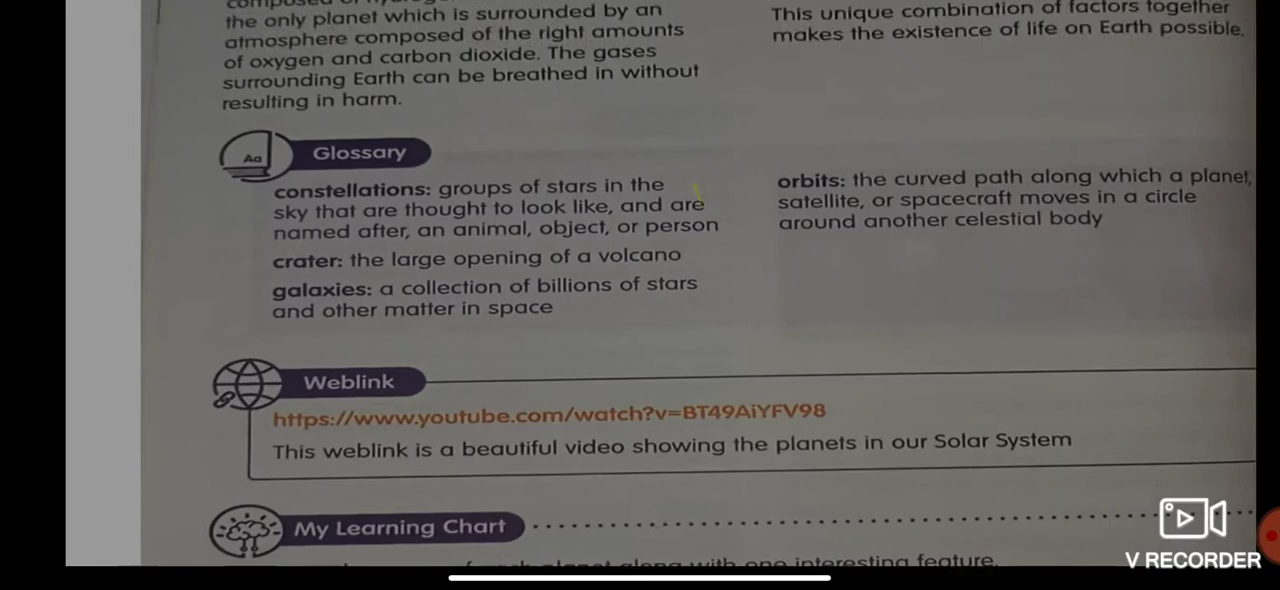 the only planet which is surrounded by an
atmosphere composed of the right amounts
of oxygen and carbon dioxide. The gases
surrounding Earth can be breathed in without
resulting in harm.
This unique combination of factors together
makes the existence of life on Earth possible.
Aa
Glossary
constellations: groups of stars in the
sky that are thought to look like, and are
named after, an animal, object, or person
crater: the large opening of a volcano
galaxies: a collection of billions of stars
and other matter in space
orbits: the curved path along which a planet,
satellite, or spacecraft moves in a circle
around another celestial body
Weblink
https://www.youtube.com/watch?v=BT49AiYFV98
This weblink is a beautiful video showing the planets in our Solar System
My Learning Chart
planet along with one interesting feature.
V RECORDER